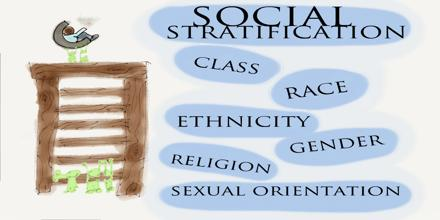 SOCIAL
STRATIFICATION
CLASS
RACE
ETHNICITY
GENDER
RELIGION
SEXUAL ORIENTATION